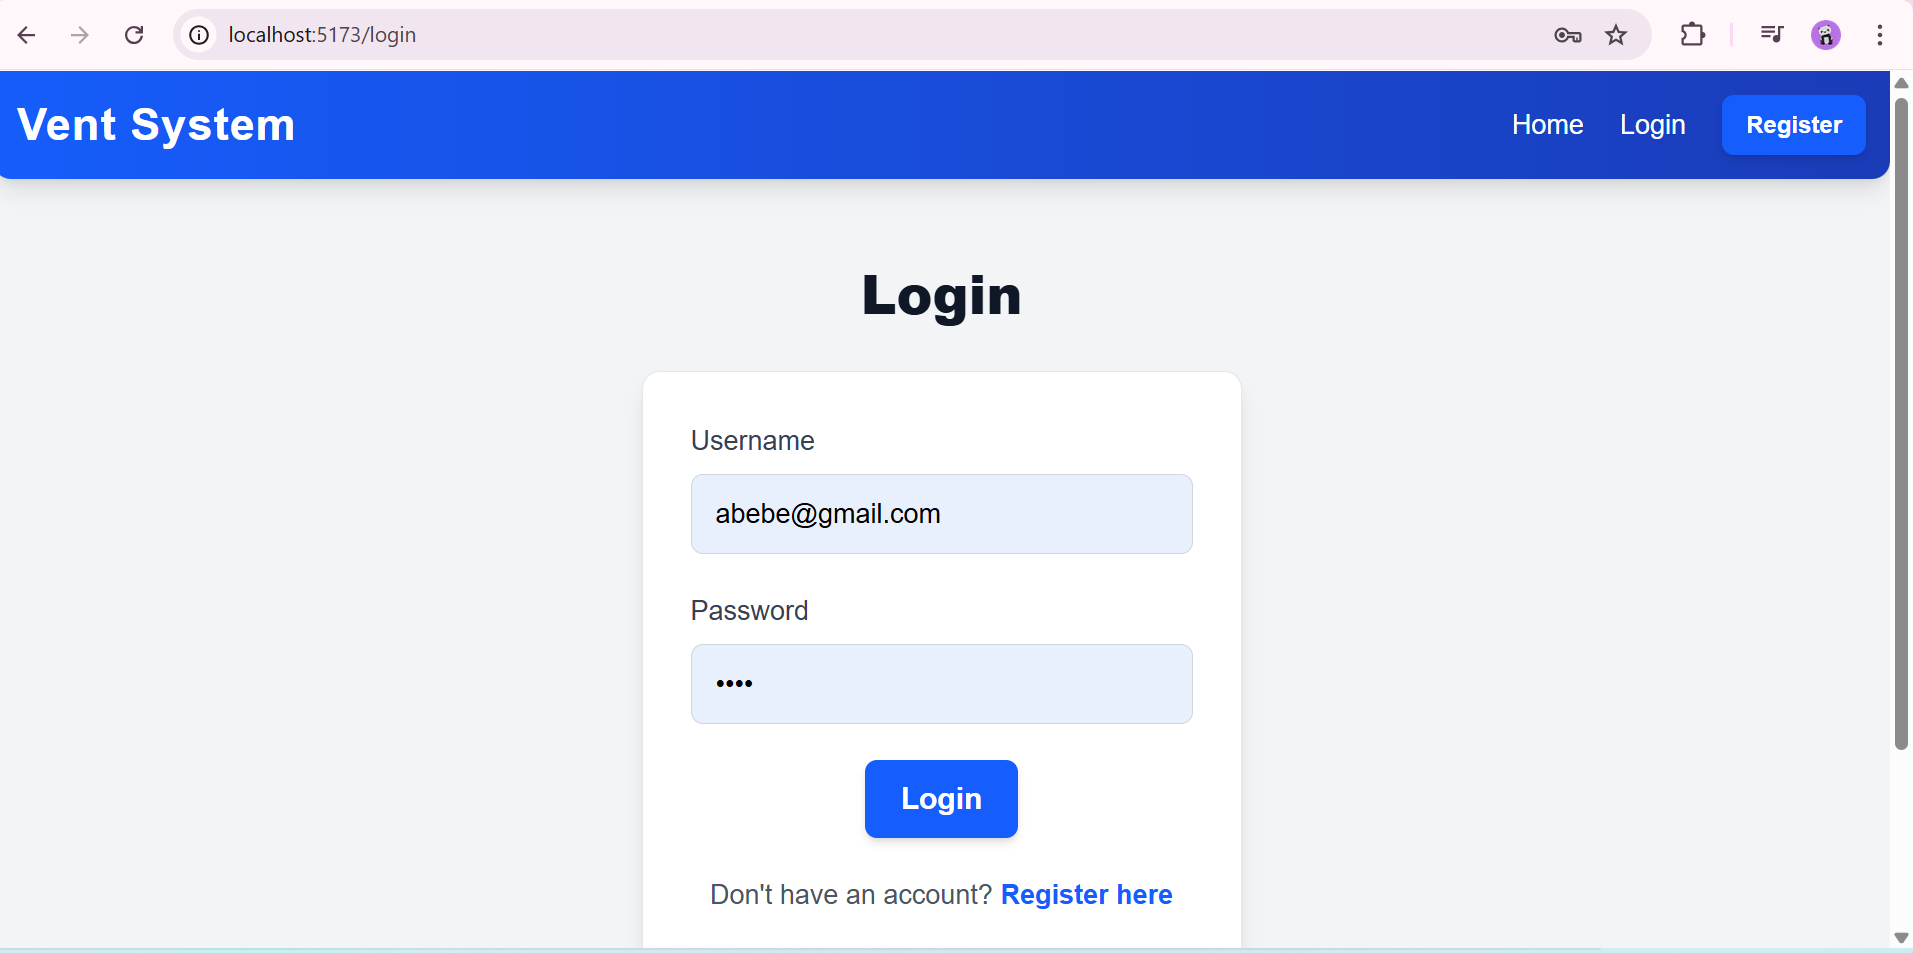 localhost:5173/login
Vent System
Home
Login
Register
Login
Username
abebe@gmail.com
Password
••••
Login
Don't have an account? Register here